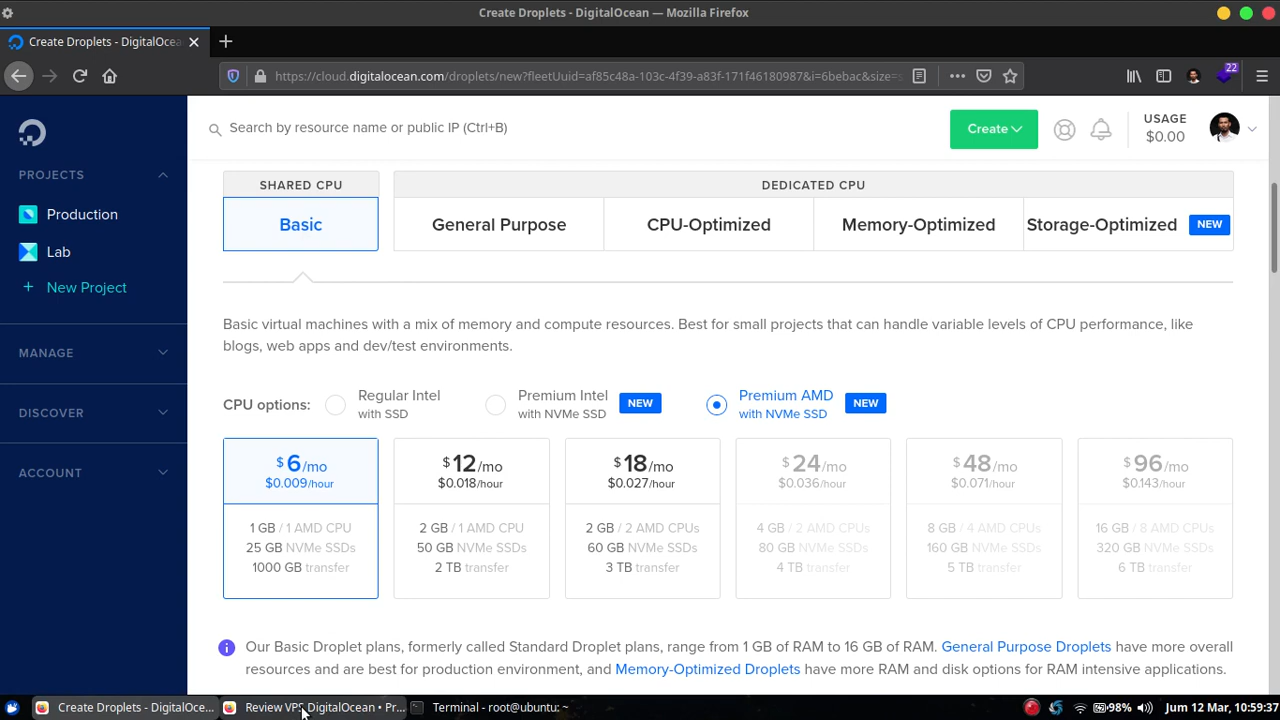 Create Droplets - DigitalOcean — Mozilla Firefox
Create Droplets - DigitalOcea
https://cloud.digitalocean.com/droplets/new?fleetUuid=af85c48a-103c-4f39-a83f-171f46180987&i=6bebac&size=s-
22
Search by resource name or public IP (Ctrl+B)
Create
USAGE
$0.00
PROJECTS
Production
Lab
+ New Project
MANAGE
DISCOVER
ACCOUNT
SHARED CPU
DEDICATED CPU
Basic
General Purpose
CPU-Optimized
Memory-Optimized
Storage-Optimized NEW
Basic virtual machines with a mix of memory and compute resources. Best for small projects that can handle variable levels of CPU performance, like
blogs, web apps and dev/test environments.
CPU options:
Regular Intel
with SSD
Premium Intel
with NVMe SSD
NEW
Premium AMD
with NVMe SSD
NEW
$6/mo
$0.009/hour
1 GB / 1 AMD CPU
25 GB NVMe SSDs
1000 GB transfer
$12/mo
$0.018/hour
2 GB / 1 AMD CPU
50 GB NVMe SSDs
2 TB transfer
$18/mo
$0.027/hour
2 GB / 2 AMD CPUs
60 GB NVMe SSDs
3 TB transfer
$24/mo
$0.036/hour
4 GB / 2 AMD CPUs
80 GB NVMe SSDs
4 TB transfer
$48/mo
$0.071/hour
8 GB / 4 AMD CPUs
160 GB NVMe SSDs
5 TB transfer
$96/mo
$0.143/hour
16 GB / 8 AMD CPUs
320 GB NVMe SSDs
6 TB transfer
Our Basic Droplet plans, formerly called Standard Droplet plans, range from 1 GB of RAM to 16 GB of RAM. General Purpose Droplets have more overall
resources and are best for production environment, and Memory-Optimized Droplets have more RAM and disk options for RAM intensive applications.
Create Droplets - DigitalOce...
Review VPS DigitalOcean • Pr...
Terminal - root@ubuntu: ~
98%
Jum 12 Mar, 10:59:37